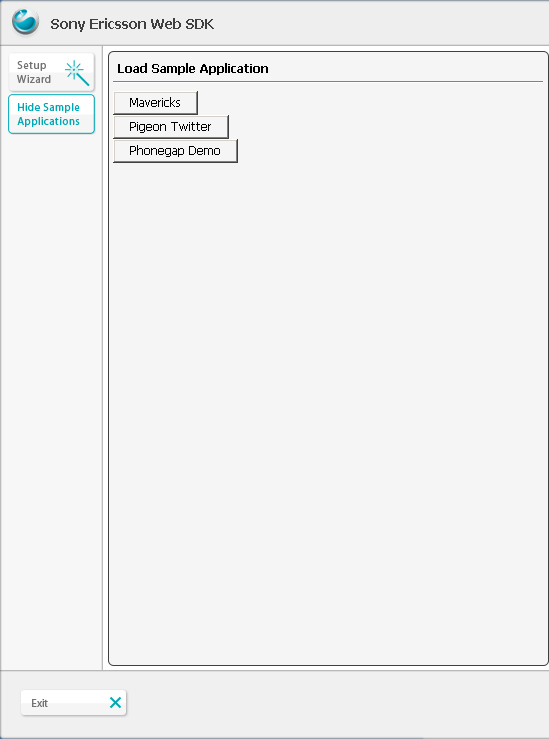 Sony Ericsson Web SDK
Setup
Wizard
Hide Sample
Applications
Load Sample Application
Mavericks
Pigeon Twitter
Phonegap Demo
Exit